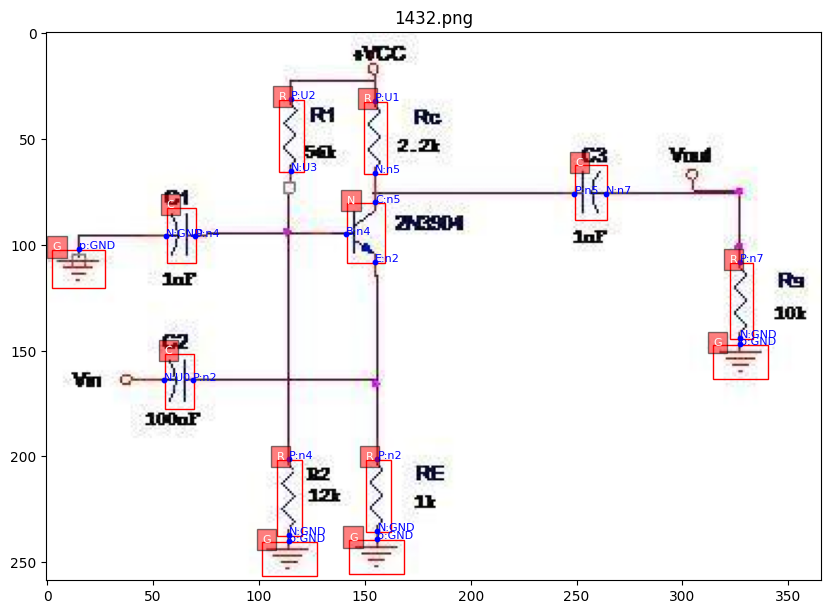 1432.png
+VCC
R P:U2
R P:U1
R1
Rc
56k
2.2k
N:U3
N:n5
C
C3
Vout
P:n5
N:n7
C1
C
N
C:n5
2N3904
1nF
B:n4
N:GND
P:n4
G
p:GND
E:n2
1nF
R P:n7
Rs
10k
N:GND
G
p:GND
C2
C
Vin
N:U0
P:n2
100nF
R P:n4
R P:n2
R2
RE
12k
1k
N:GND
N:GND
G
p:GND
G
p:GND
0
50
100
150
200
250
0 50 100 150 200 250 300 350